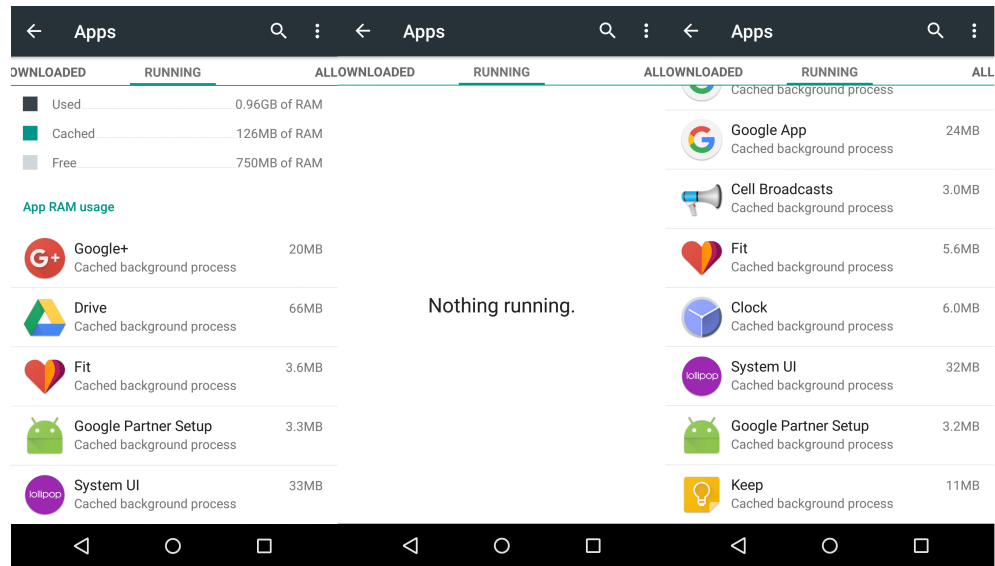 Apps
OWNLOADED RUNNING ALL
Used 0.96GB of RAM
Cached 126MB of RAM
Free 750MB of RAM
App RAM usage
G+ Google+ 20MB
Cached background process
Drive 66MB
Cached background process
Fit 3.6MB
Cached background process
Google Partner Setup 3.3MB
Cached background process
lollipop System UI 33MB
Cached background process
Apps
OWNLOADED RUNNING ALL
Nothing running.
Apps
OWNLOADED RUNNING ALL
Cached background process
G Google App 24MB
Cached background process
Cell Broadcasts 3.0MB
Cached background process
Fit 5.6MB
Cached background process
Clock 6.0MB
Cached background process
lollipop System UI 32MB
Cached background process
Google Partner Setup 3.2MB
Cached background process
Keep 11MB
Cached background process